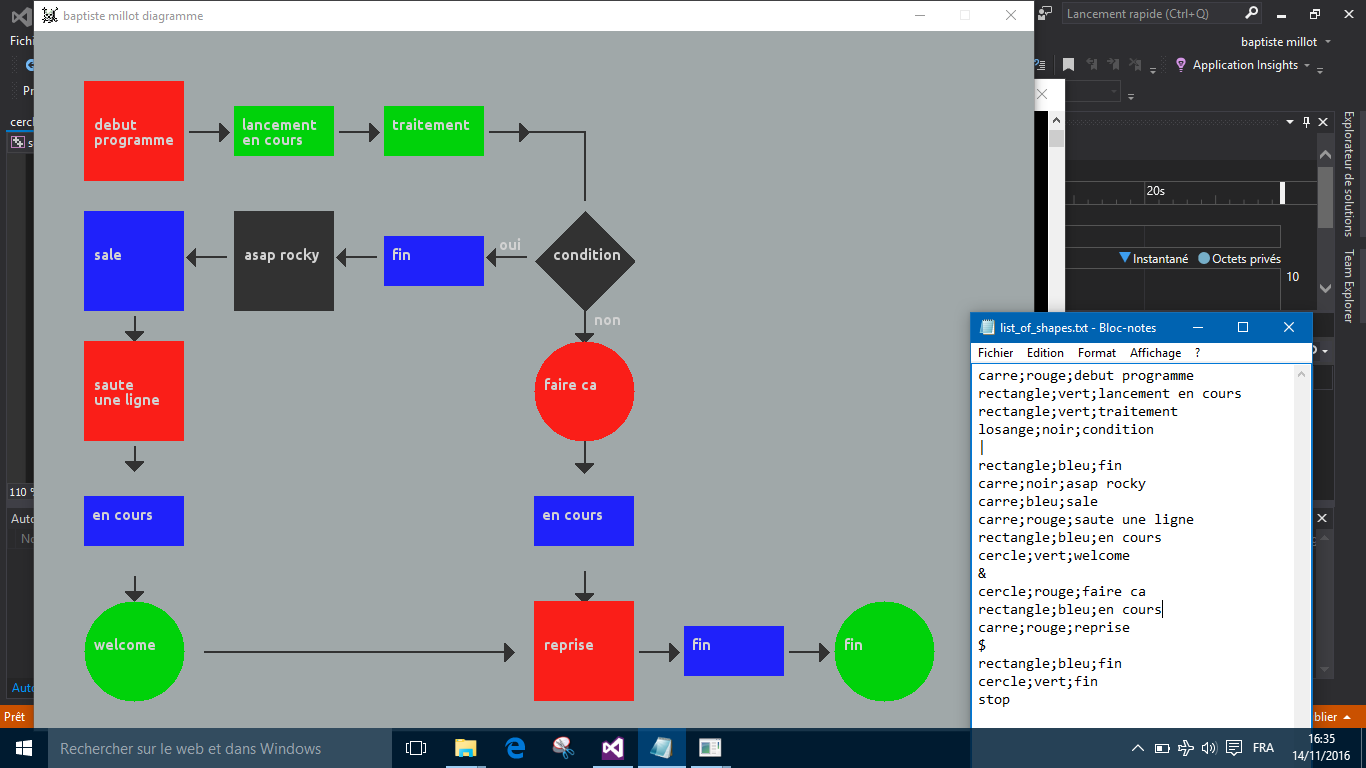 baptiste millot diagramme
Lancement rapide (Ctrl+Q)
Fichi
baptiste millot
Application Insights
Pr
debut
programme
lancement
en cours
traitement
cerc
s
Explorateur de solutions
Team Explorer
20s
sale
asap rocky
fin
oui
condition
Instantané
Octets privés
10
non
saute
une ligne
faire ca
list_of_shapes.txt - Bloc-notes
Fichier Edition Format Affichage ?
carre;rouge;debut programme
rectangle;vert;lancement en cours
rectangle;vert;traitement
losange;noir;condition
|
rectangle;bleu;fin
carre;noir;asap rocky
carre;bleu;sale
carre;rouge;saute une ligne
rectangle;bleu;en cours
cercle;vert;welcome
&
cercle;rouge;faire ca
rectangle;bleu;en cours
carre;rouge;reprise
$
rectangle;bleu;fin
cercle;vert;fin
stop
110 %
Auto
No
en cours
en cours
welcome
reprise
fin
fin
Auto
Prêt
blier
Rechercher sur le web et dans Windows
FRA
16:35
14/11/2016